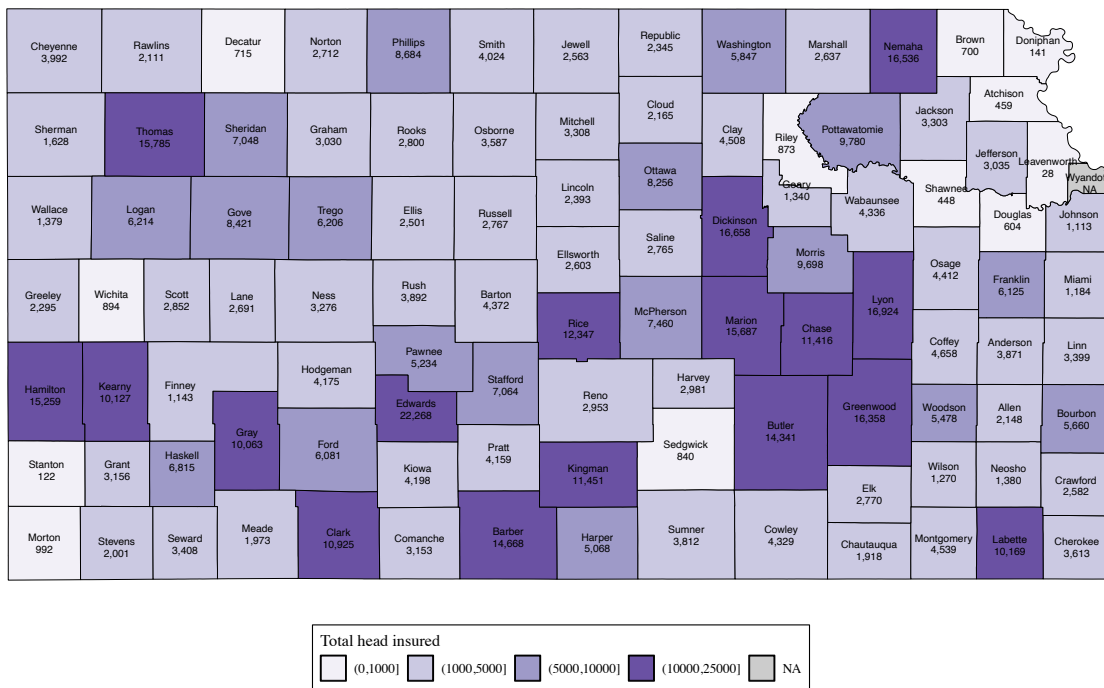 Cheyenne
3,992
Rawlins
2,111
Decatur
715
Norton
2,712
Phillips
8,684
Smith
4,024
Jewell
2,563
Republic
2,345
Washington
5,847
Marshall
2,637
Nemaha
16,536
Brown
700
Doniphan
141
Atchison
459
Sherman
1,628
Thomas
15,785
Sheridan
7,048
Graham
3,030
Rooks
2,800
Osborne
3,587
Mitchell
3,308
Cloud
2,165
Clay
4,508
Riley
873
Pottawatomie
9,780
Jackson
3,303
Jefferson
3,035
Leavenworth
28
Wyandot
NA
Ottawa
8,256
Lincoln
2,393
Geary
1,340
Wabaunsee
4,336
Shawnee
448
Douglas
604
Johnson
1,113
Wallace
1,379
Logan
6,214
Gove
8,421
Trego
6,206
Ellis
2,501
Russell
2,767
Dickinson
16,658
Saline
2,765
Ellsworth
2,603
Morris
9,698
Osage
4,412
Franklin
6,125
Miami
1,184
Greeley
2,295
Wichita
894
Scott
2,852
Lane
2,691
Ness
3,276
Rush
3,892
Barton
4,372
Rice
12,347
McPherson
7,460
Marion
15,687
Chase
11,416
Lyon
16,924
Coffey
4,658
Anderson
3,871
Linn
3,399
Hamilton
15,259
Kearny
10,127
Finney
1,143
Hodgeman
4,175
Pawnee
5,234
Stafford
7,064
Edwards
22,268
Reno
2,953
Harvey
2,981
Butler
14,341
Greenwood
16,358
Woodson
5,478
Allen
2,148
Bourbon
5,660
Gray
10,063
Ford
6,081
Sedgwick
840
Stanton
122
Grant
3,156
Haskell
6,815
Kiowa
4,198
Pratt
4,159
Kingman
11,451
Elk
2,770
Wilson
1,270
Neosho
1,380
Crawford
2,582
Morton
992
Stevens
2,001
Seward
3,408
Meade
1,973
Clark
10,925
Comanche
3,153
Barber
14,668
Harper
5,068
Sumner
3,812
Cowley
4,329
Chautauqua
1,918
Montgomery
4,539
Labette
10,169
Cherokee
3,613
Total head insured
(0,1000]
(1000,5000]
(5000,10000]
(10000,25000]
NA